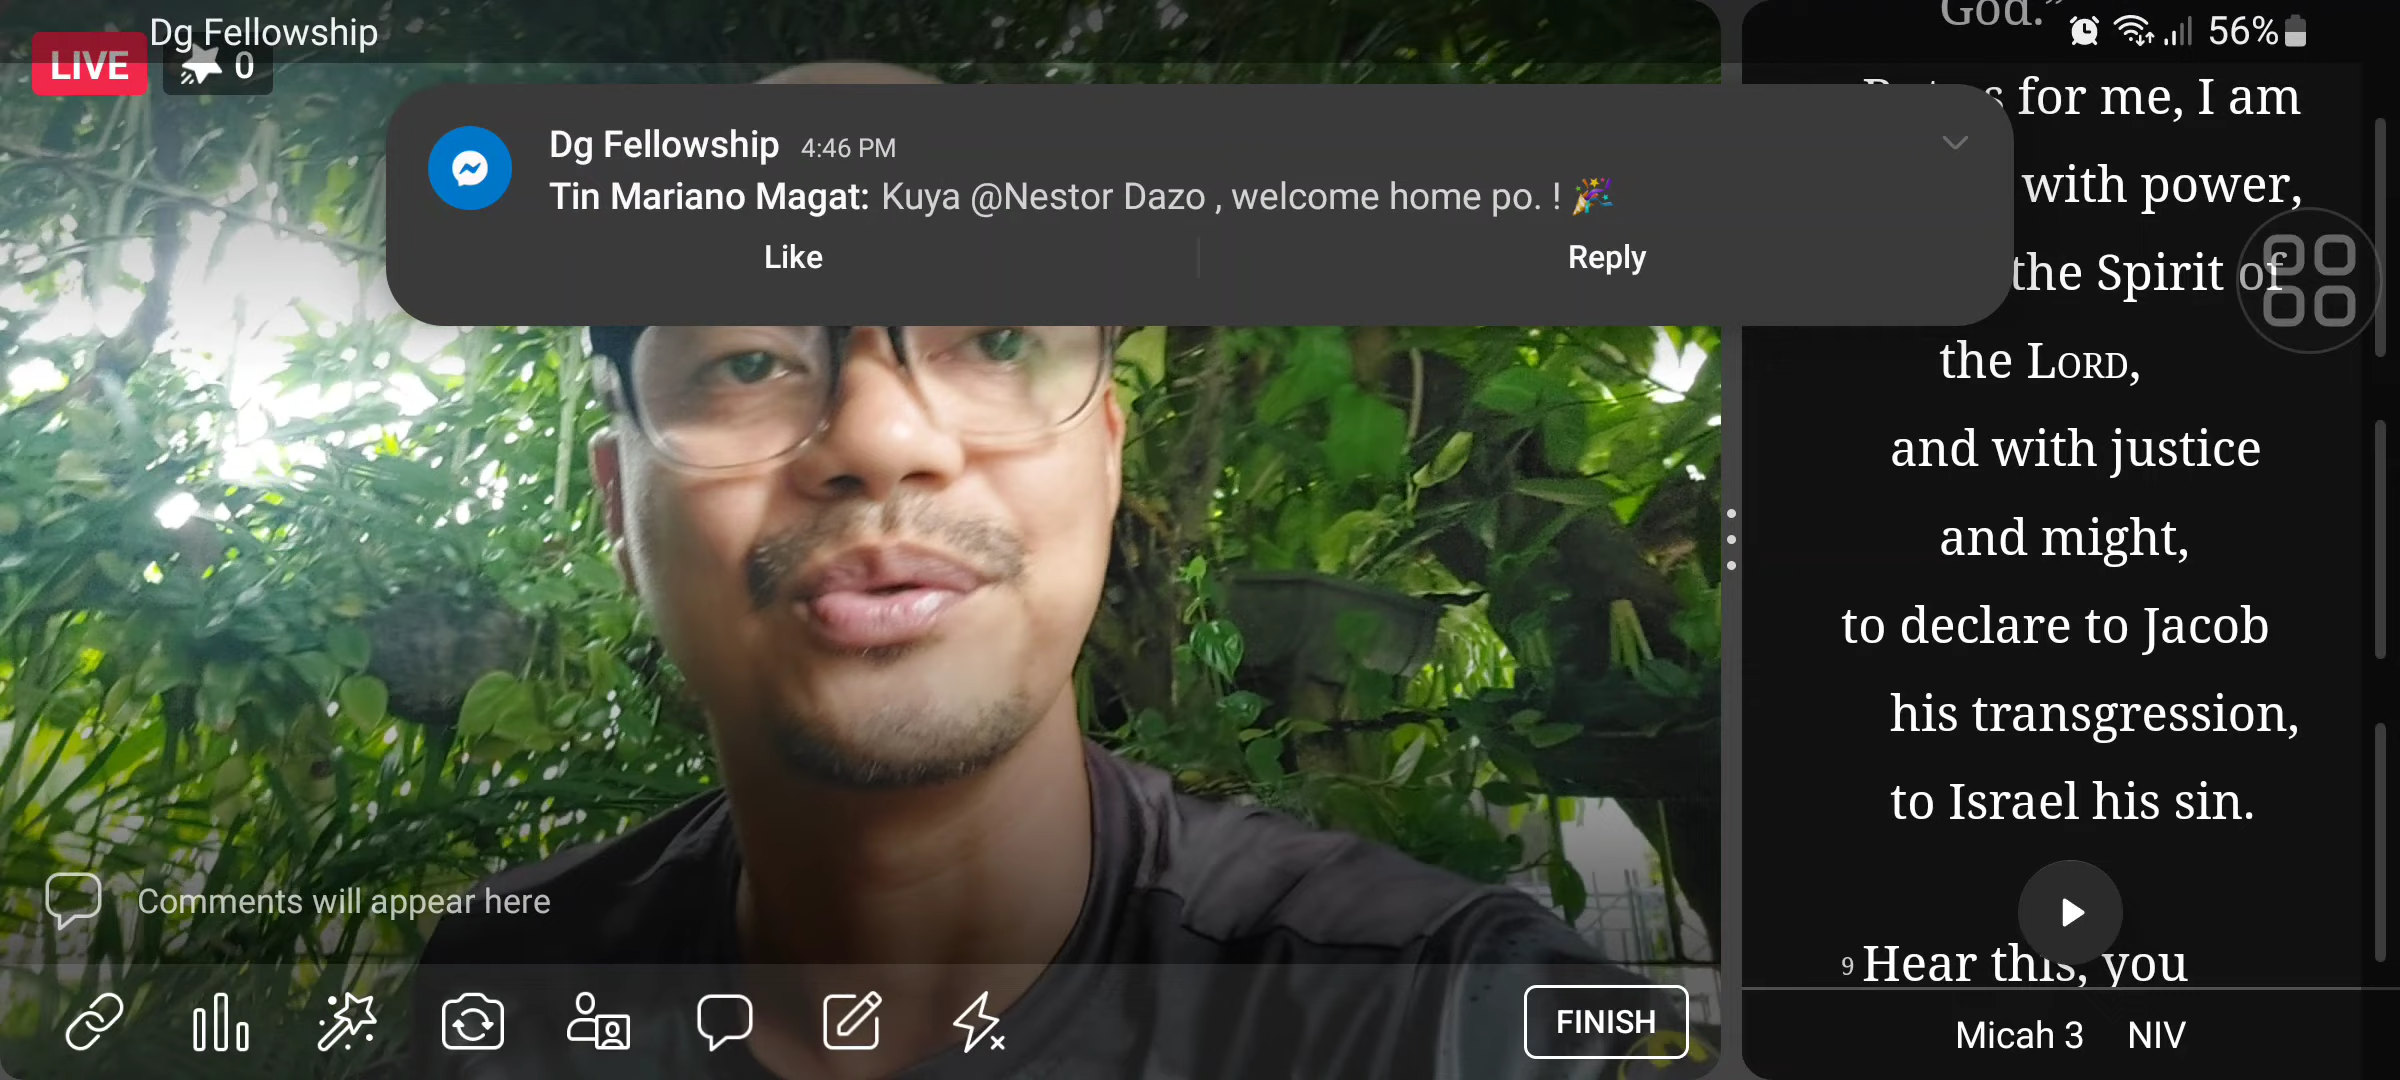 Dg Fellowship
LIVE
0
Dg Fellowship 4:46 PM
Tin Mariano Magat: Kuya @Nestor Dazo , welcome home po. ! 🎉
Like
Reply
Comments will appear here
FINISH
56%
God.”
for me, I am
with power,
the Spirit of
the LORD,
and with justice
and might,
to declare to Jacob
his transgression,
to Israel his sin.
9 Hear this, you
Micah 3 NIV